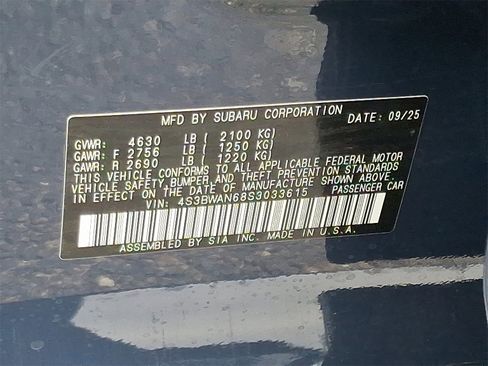 MFD BY SUBARU CORPORATION DATE: 09/25
GVWR: 4630 LB ( 2100 KG)
GAWR: F 2756 LB ( 1250 KG)
GAWR: R 2690 LB ( 1220 KG)
THIS VEHICLE CONFORMS TO ALL APPLICABLE FEDERAL MOTOR
VEHICLE SAFETY, BUMPER, AND THEFT PREVENTION STANDARDS
IN EFFECT ON THE DATE OF MANUFACTURE SHOWN ABOVE.
VIN: 4S3BWAN68S3033615 PASSENGER CAR
ASSEMBLED BY SIA INC. MADE IN U.S.A.